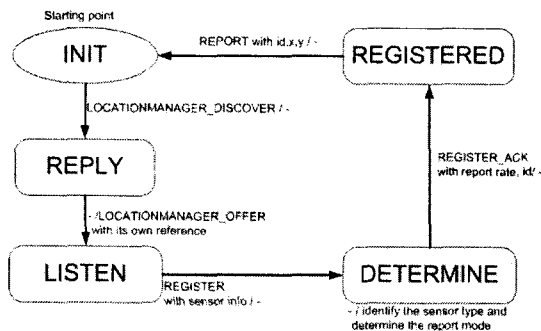 Starting point
INIT
REPORT with id,x,y / -
REGISTERED
LOCATIONMANAGER_DISCOVER / -
REPLY
REGISTER_ACK
with report rate, id/ -
- /LOCATIONMANAGER_OFFER
with its own reference
LISTEN
REGISTER
with sensor info / -
DETERMINE
- / identify the sensor type and
determine the report mode